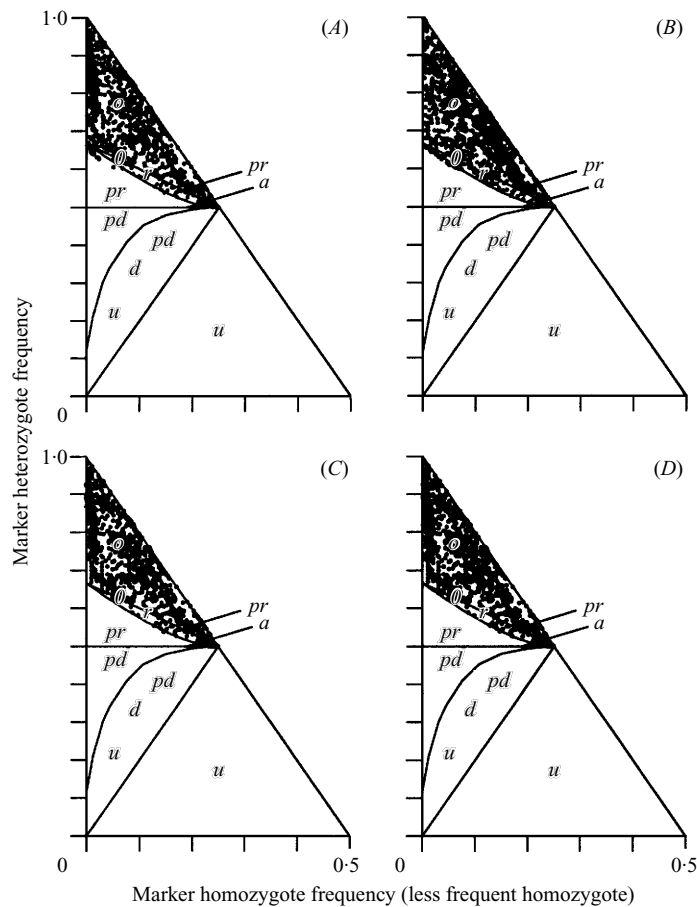 1·0
(A)
o
0
r
pr
pr
a
pd
pd
d
u
u
0
(B)
o
0
r
pr
pr
a
pd
pd
d
u
u
1·0
(C)
o
0
r
pr
pr
a
pd
pd
d
u
u
0
0·5
(D)
o
0
r
pr
pr
a
pd
pd
d
u
u
0
0·5
Marker heterozygote frequency
Marker homozygote frequency (less frequent homozygote)